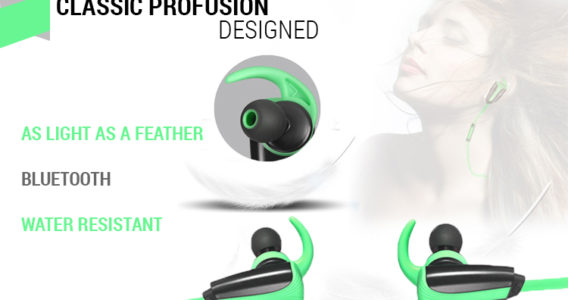 CLASSIC PROFUSION
DESIGNED
AS LIGHT AS A FEATHER
BLUETOOTH
WATER RESISTANT